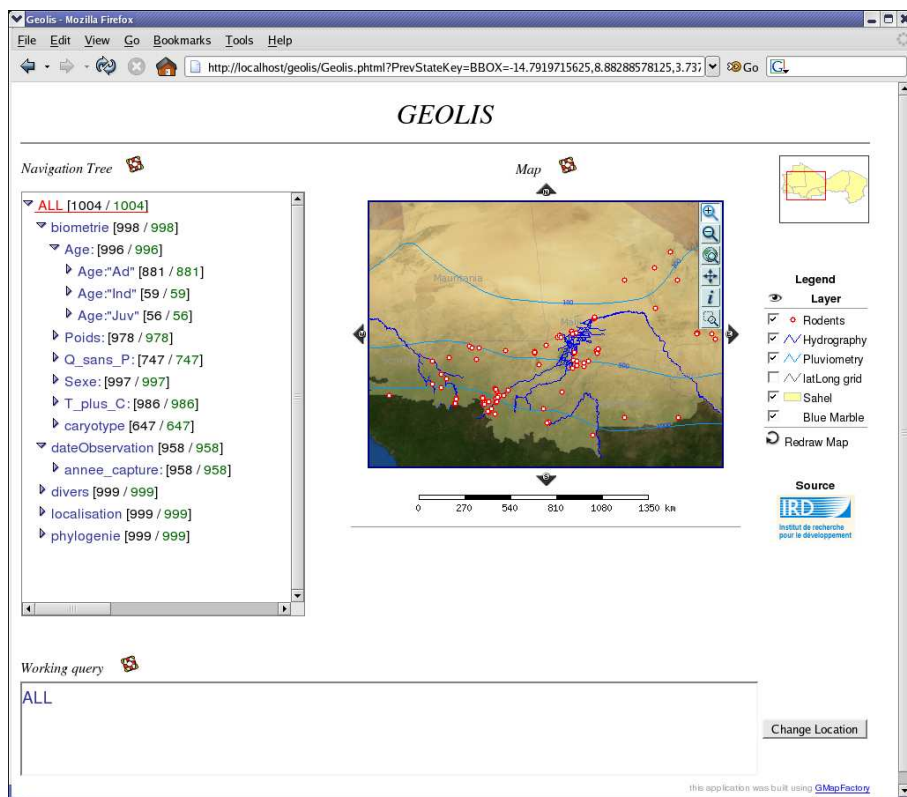 Geolis - Mozilla Firefox
File Edit View Go Bookmarks Tools Help
http://localhost/geolis/Geolis.phtml?PrevStateKey=BBOX=-14.7919715625,8.88288578125,3.737 Go
GEOLIS
Navigation Tree
ALL [1004 / 1004]
biometrie [998 / 998]
Age: [996 / 996]
Age:"Ad" [881 / 881]
Age:"Ind" [59 / 59]
Age:"Juv" [56 / 56]
Poids: [978 / 978]
Q_sans_P: [747 / 747]
Sexe: [997 / 997]
T_plus_C: [986 / 986]
caryotype [647 / 647]
dateObservation [958 / 958]
annee_capture: [958 / 958]
divers [999 / 999]
localisation [999 / 999]
phylogenie [999 / 999]
Map
Mauritania
100
0 270 540 810 1080 1350 km
Legend
Layer
Rodents
Hydrography
Pluviometry
latLong grid
Sahel
Blue Marble
Redraw Map
Source
IRD
Institut de recherche
pour le développement
Working query
ALL
Change Location
this application was built using GMapFactory